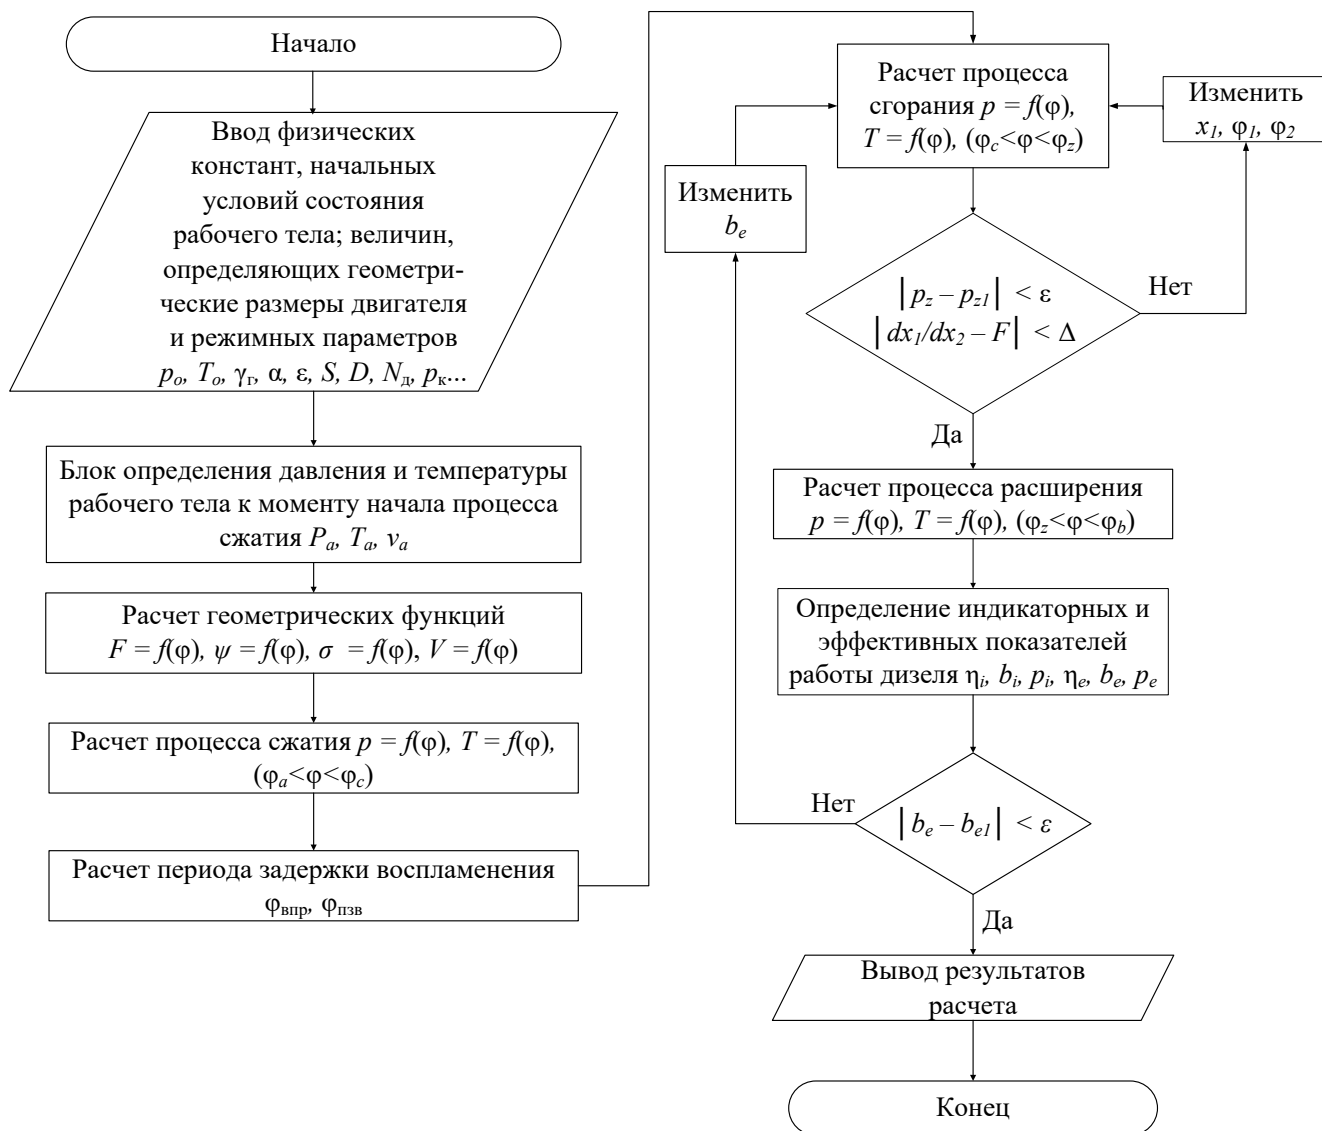 Начало
Ввод физических
констант, начальных
условий состояния
рабочего тела; величин,
определяющих геометри-
ческие размеры двигателя
и режимных параметров
pₒ, Tₒ, γг, α, ε, S, D, Nд, pк...
Блок определения давления и температуры
рабочего тела к моменту начала процесса
сжатия Pₐ, Tₐ, vₐ
Расчет геометрических функций
F = f(φ), ψ = f(φ), σ = f(φ), V = f(φ)
Расчет процесса сжатия p = f(φ), T = f(φ),
(φₐ<φ<φc)
Расчет периода задержки воспламенения
φвпр, φпзв
Расчет процесса
сгорания p = f(φ),
T = f(φ), (φc<φ<φz)
Изменить
x₁, φ₁, φ₂
Изменить
bₑ
|p_z – p_z1| < ε
|dx₁/dx₂ – F| < Δ
Нет
Да
Расчет процесса расширения
p = f(φ), T = f(φ), (φz<φ<φb)
Определение индикаторных и
эффективных показателей
работы дизеля ηᵢ, bᵢ, pᵢ, ηₑ, bₑ, pₑ
Нет
|bₑ – bₑ₁| < ε
Да
Вывод результатов
расчета
Конец